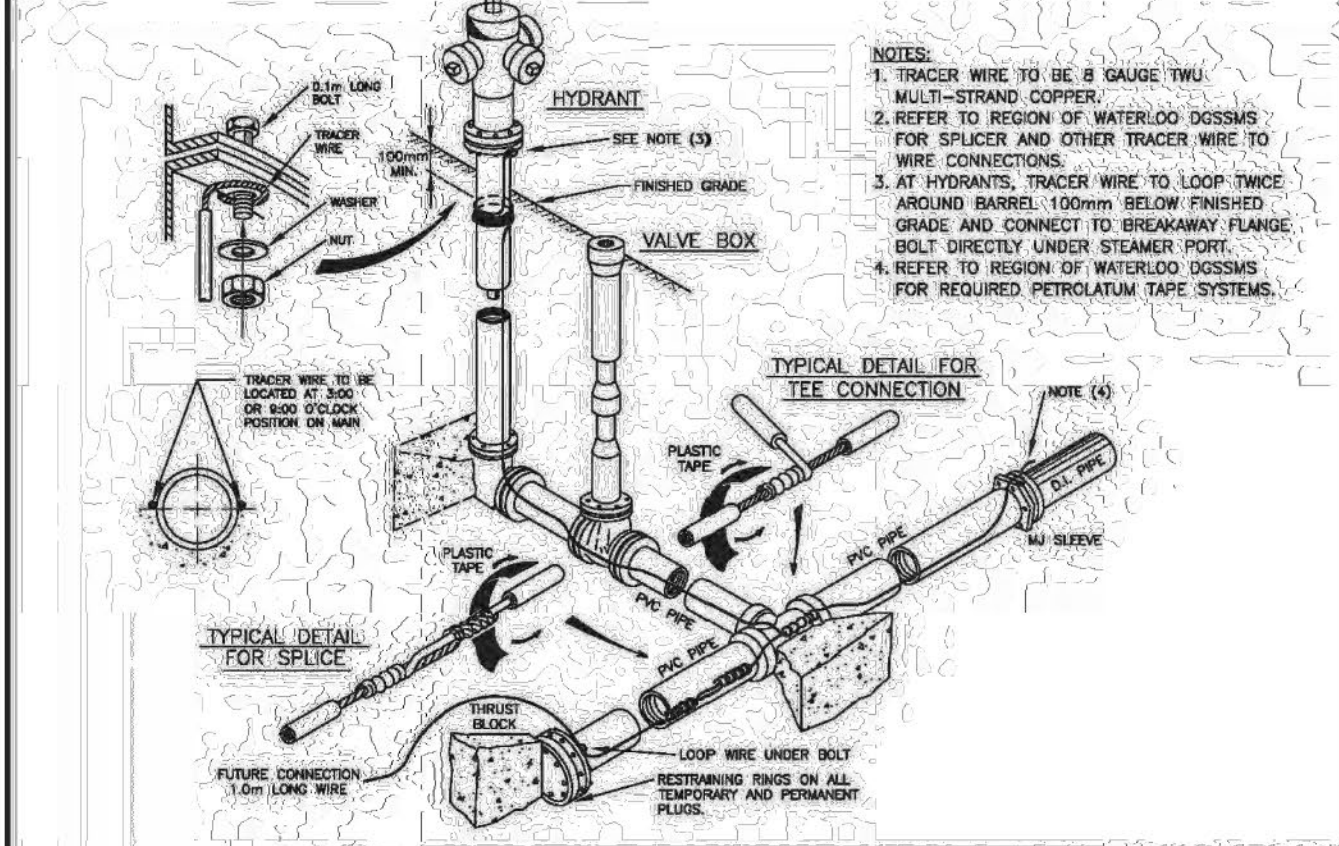 NOTES:
1. TRACER WIRE TO BE 8 GAUGE TWU
MULTI-STRAND COPPER.
2. REFER TO REGION OF WATERLOO DGSSMS
FOR SPLICER AND OTHER TRACER WIRE TO
WIRE CONNECTIONS.
3. AT HYDRANTS, TRACER WIRE TO LOOP TWICE
AROUND BARREL 100mm BELOW FINISHED
GRADE AND CONNECT TO BREAKAWAY FLANGE
BOLT DIRECTLY UNDER STEAMER PORT.
4. REFER TO REGION OF WATERLOO DGSSMS
FOR REQUIRED PETROLATUM TAPE SYSTEMS.
0.1m LONG
BOLT
TRACER
WIRE
WASHER
NUT
HYDRANT
SEE NOTE (3)
100mm
MIN.
FINISHED GRADE
VALVE BOX
TRACER WIRE TO BE
LOCATED AT 3:00
OR 9:00 O'CLOCK
POSITION ON MAIN
TYPICAL DETAIL FOR
TEE CONNECTION
NOTE (4)
PLASTIC
TAPE
D.I. PIPE
MJ SLEEVE
PVC PIPE
PLASTIC
TAPE
PVC PIPE
PVC PIPE
TYPICAL DETAIL
FOR SPLICE
THRUST
BLOCK
LOOP WIRE UNDER BOLT
FUTURE CONNECTION
1.0m LONG WIRE
RESTRAINING RINGS ON ALL
TEMPORARY AND PERMANENT
PLUGS.